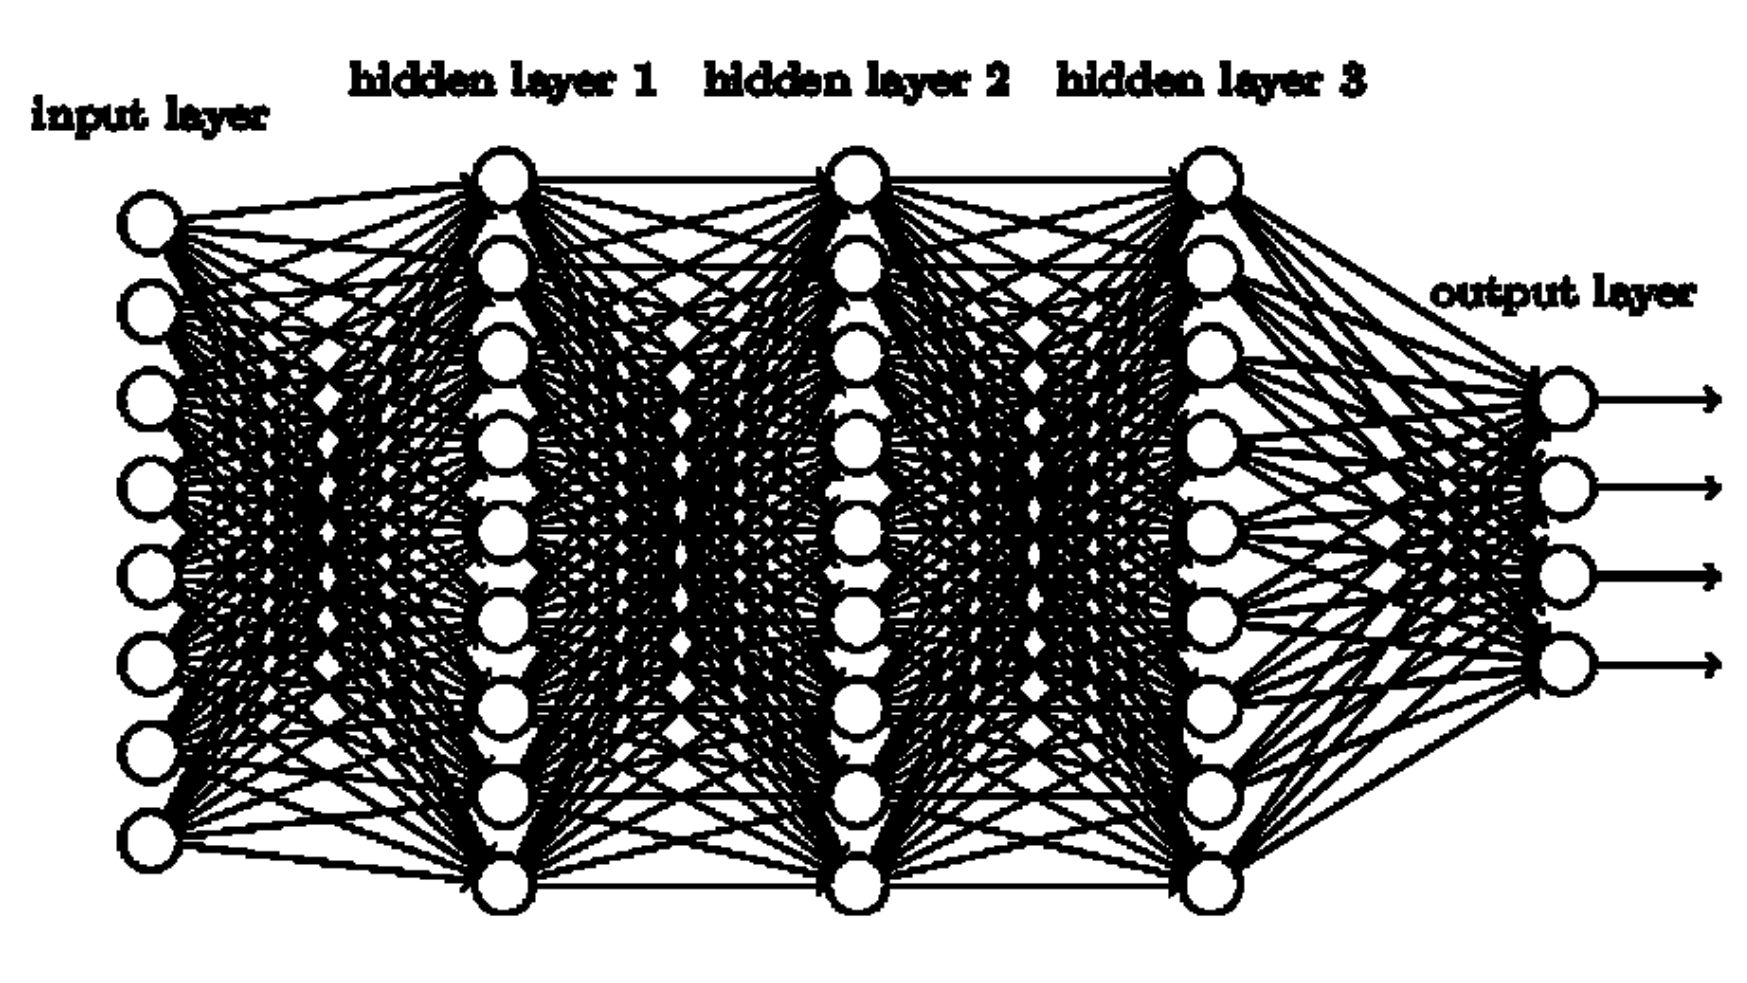 input layer
hidden layer 1
hidden layer 2
hidden layer 3
output layer